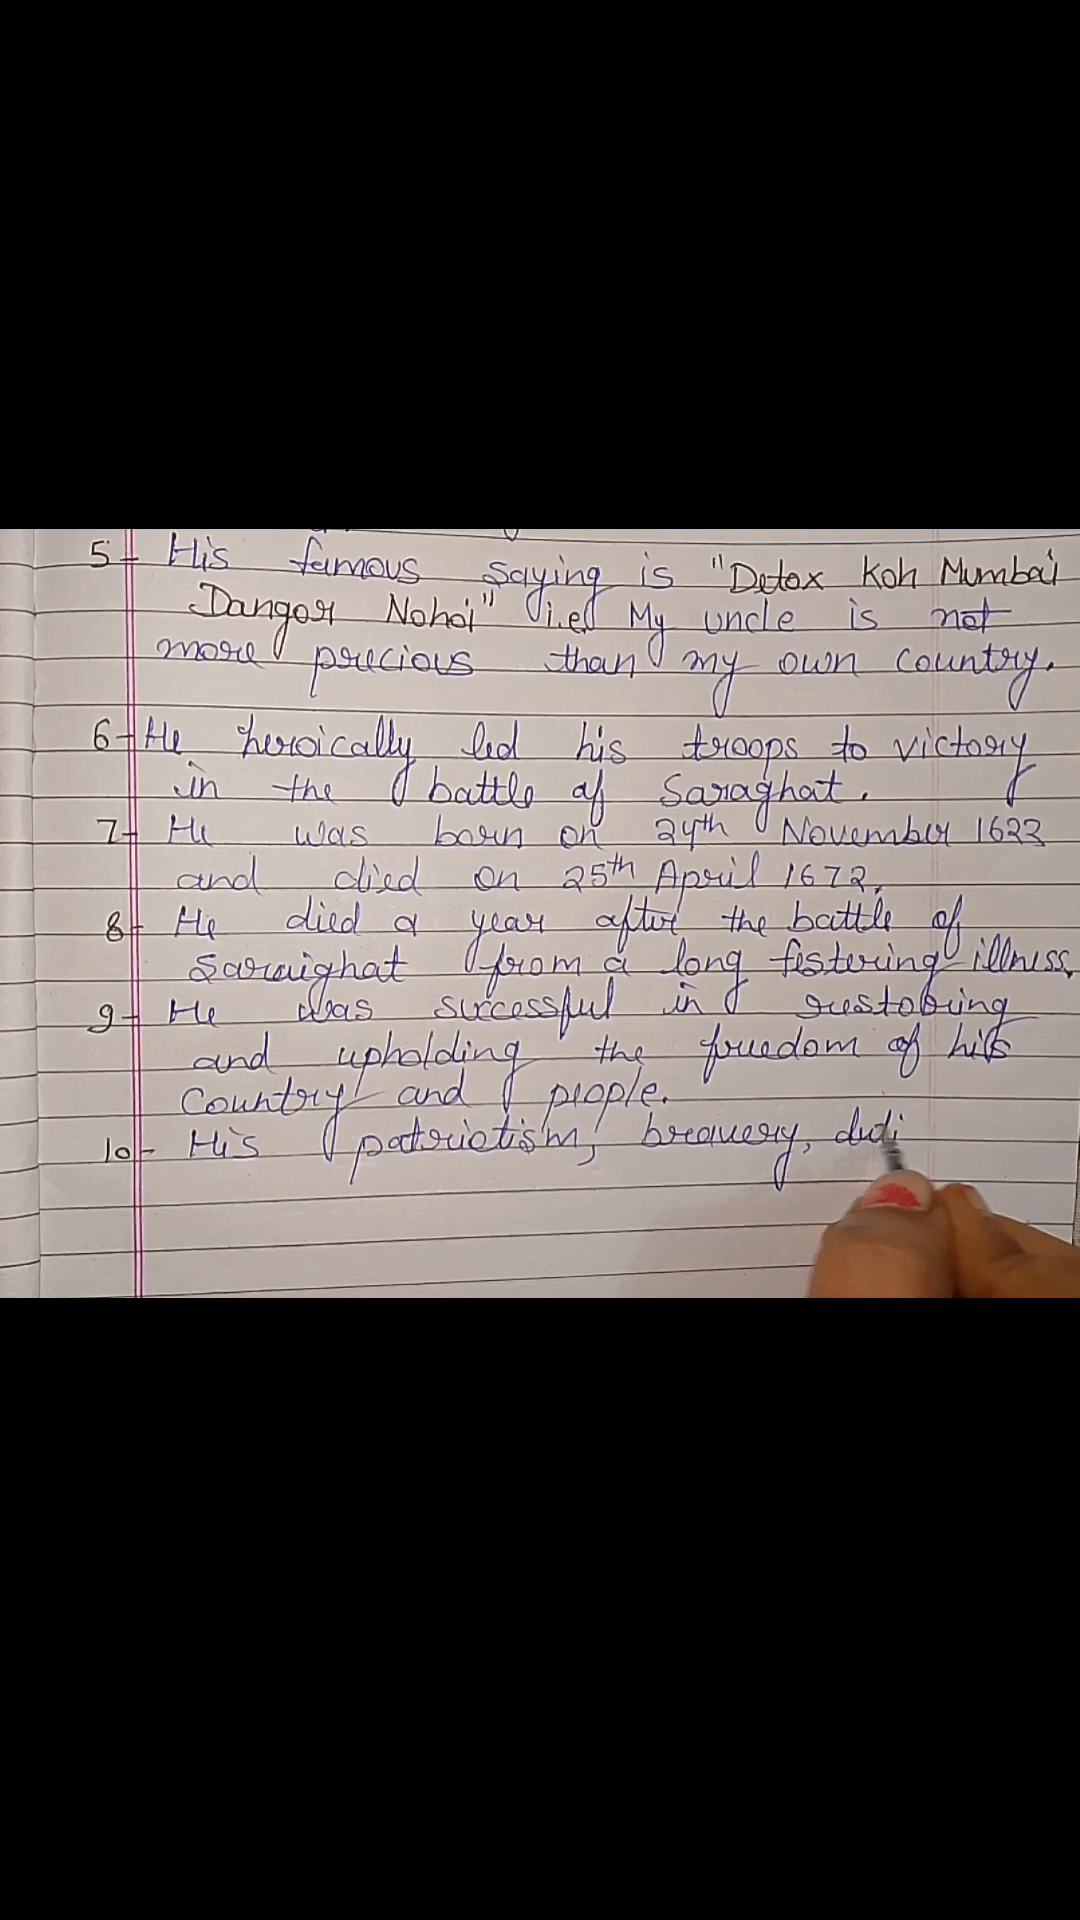 5- His famous saying is "Detox Koh Mumbai
Dangor Nohoi" i.e. My uncle is not
more precious than my own country.
6- He heroically led his troops to victory
in the battle of Saraghat.
7- He was born on 24th November 1622
and died on 25th April 1672.
8- He died a year after the battle of
Saraighat from a long festering illness.
9- He was successful in restoring
and upholding the freedom of his
Country and people.
10- His patriotism, bravery, duti